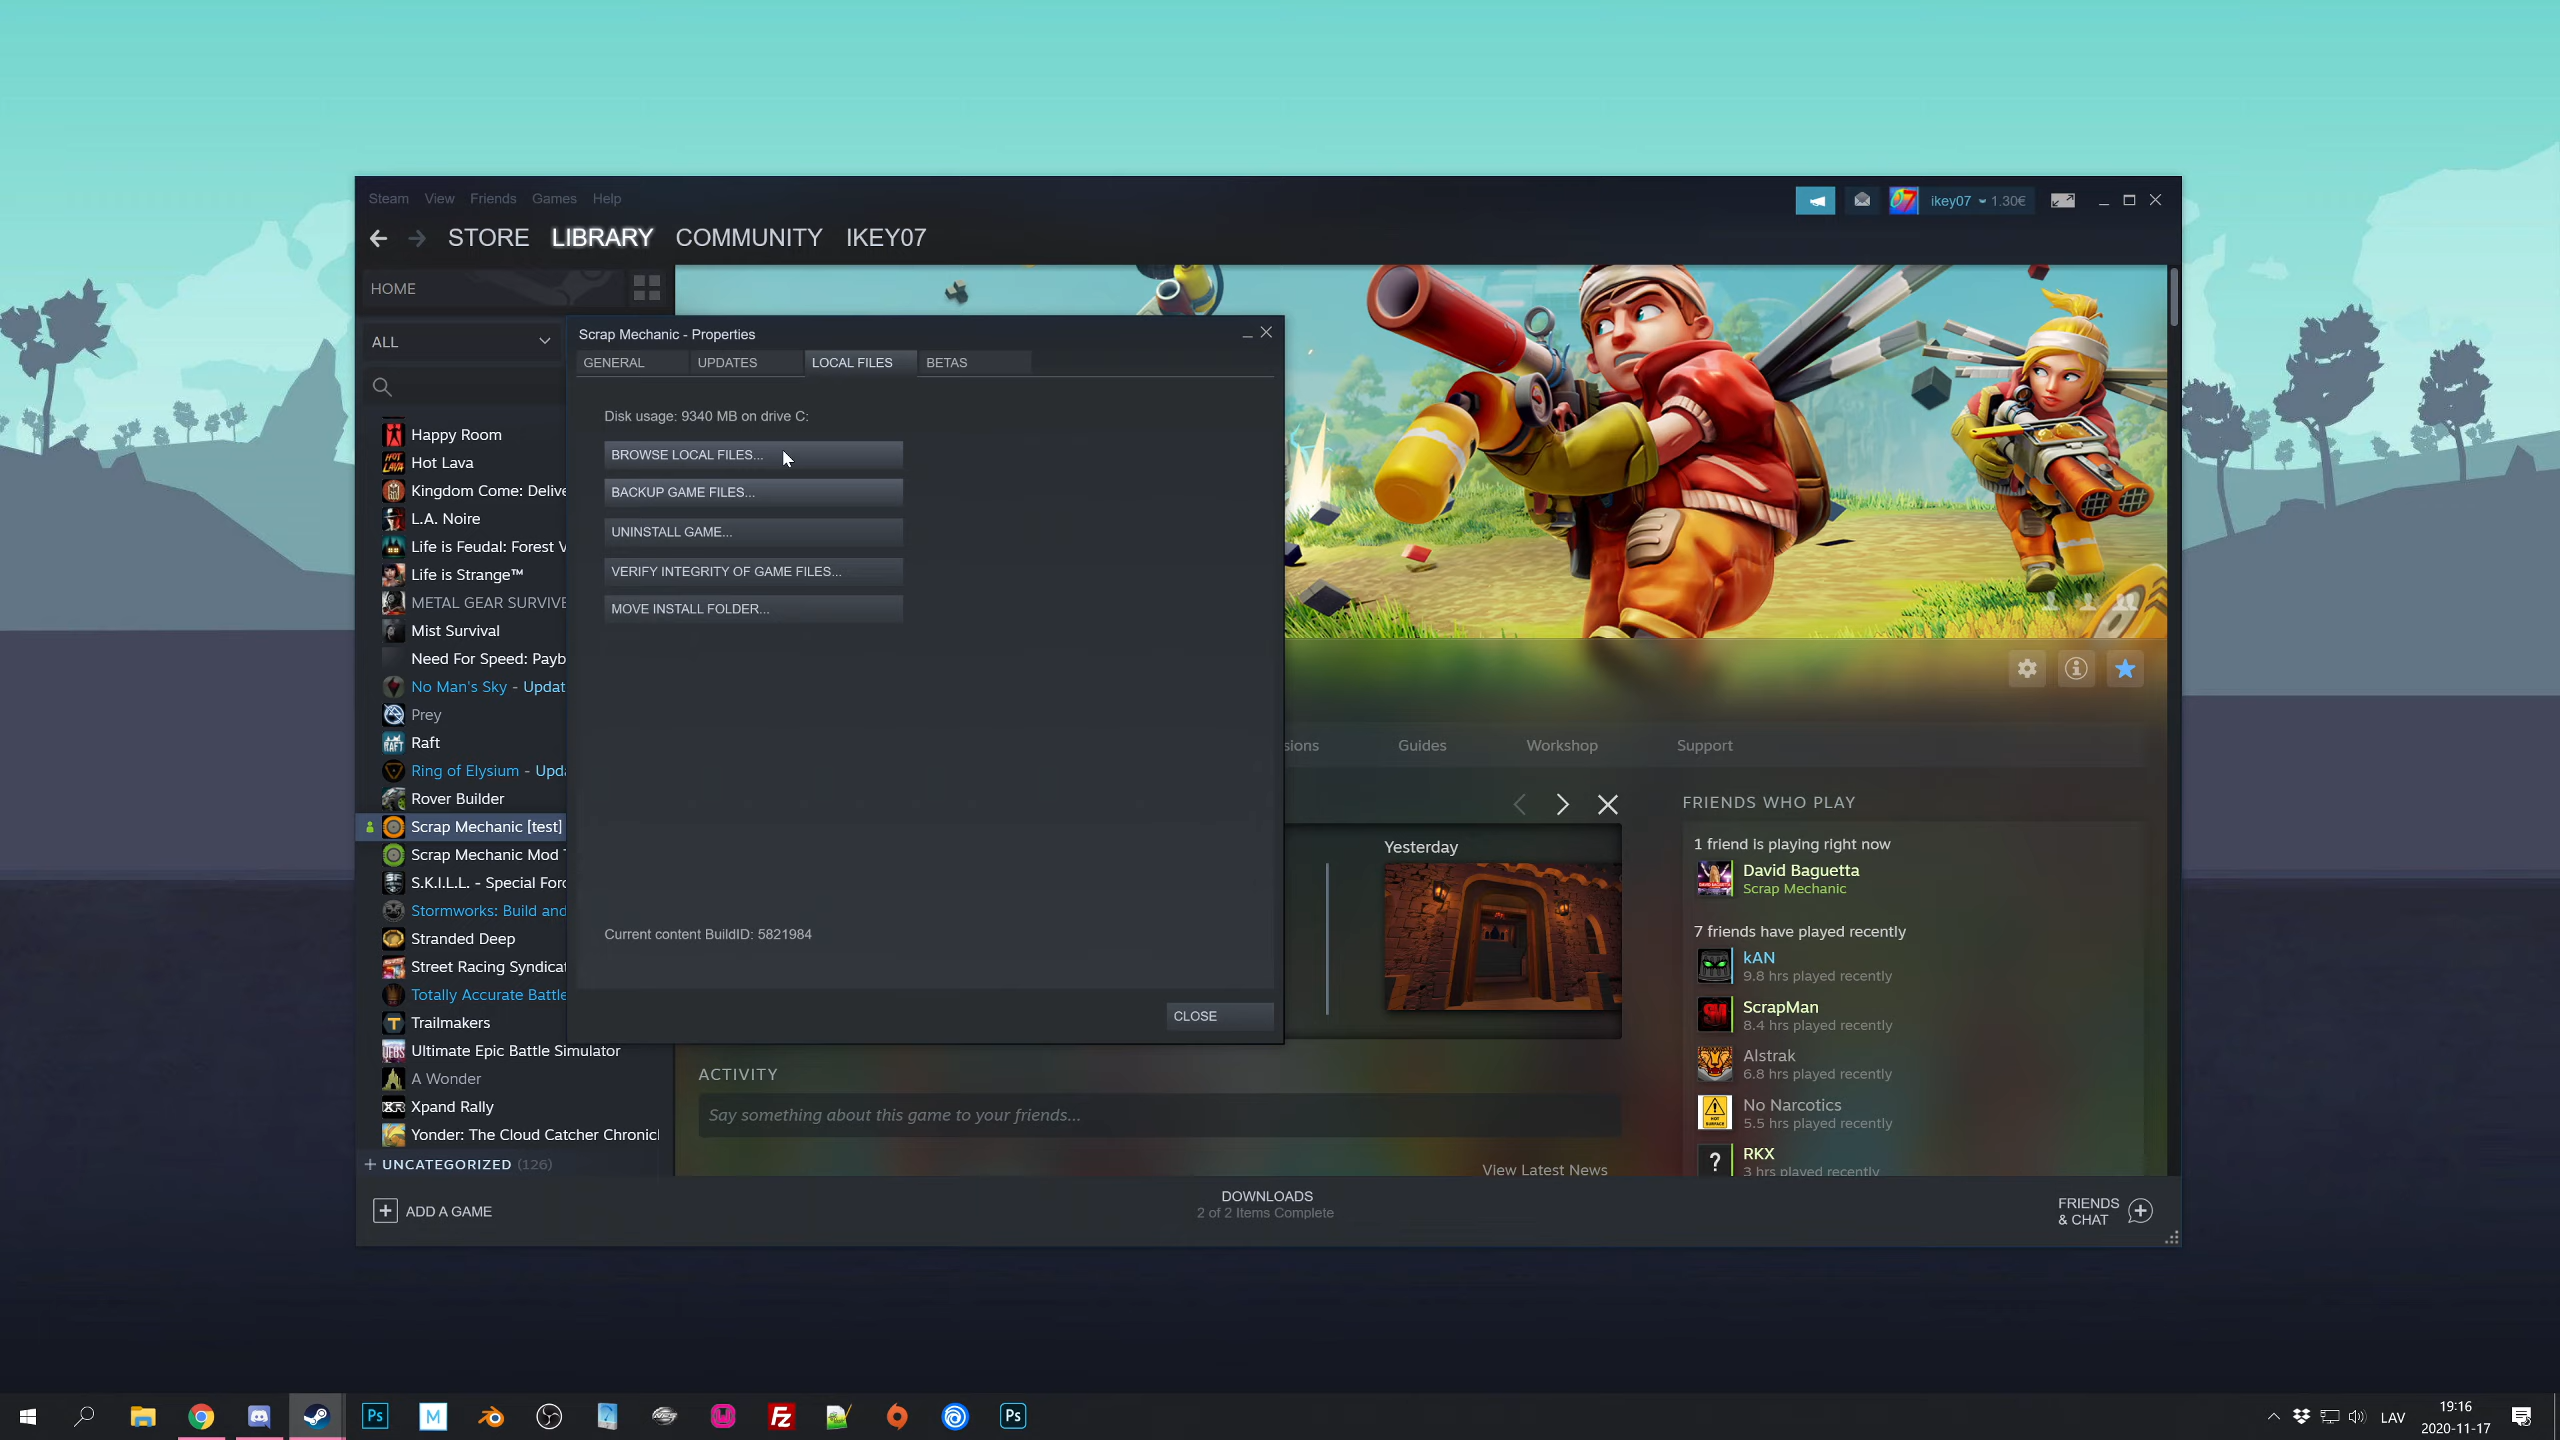 Steam View Friends Games Help
ikey07 1.30€
STORE LIBRARY COMMUNITY IKEY07
HOME
ALL
Happy Room
Hot Lava
Kingdom Come: Delive
L.A. Noire
Life is Feudal: Forest V
Life is Strange™
METAL GEAR SURVIVE
Mist Survival
Need For Speed: Payb
No Man's Sky - Updat
Prey
Raft
Ring of Elysium - Upda
Rover Builder
Scrap Mechanic [test]
Scrap Mechanic Mod T
S.K.I.L.L. - Special Forc
Stormworks: Build and
Stranded Deep
Street Racing Syndicat
Totally Accurate Battle
Trailmakers
Ultimate Epic Battle Simulator
A Wonder
Xpand Rally
Yonder: The Cloud Catcher Chronicl
UNCATEGORIZED (126)
ADD A GAME
Scrap Mechanic - Properties
GENERAL UPDATES LOCAL FILES BETAS
Disk usage: 9340 MB on drive C:
BROWSE LOCAL FILES...
BACKUP GAME FILES...
UNINSTALL GAME...
VERIFY INTEGRITY OF GAME FILES...
MOVE INSTALL FOLDER...
Current content BuildID: 5821984
CLOSE
sions Guides Workshop Support
Yesterday
ACTIVITY
Say something about this game to your friends...
View Latest News
FRIENDS WHO PLAY
1 friend is playing right now
David Baguetta
Scrap Mechanic
7 friends have played recently
kAN
9.8 hrs played recently
ScrapMan
8.4 hrs played recently
Alstrak
6.8 hrs played recently
No Narcotics
5.5 hrs played recently
RKX
3 hrs played recently
DOWNLOADS
2 of 2 Items Complete
FRIENDS
& CHAT
LAV
19:16
2020-11-17